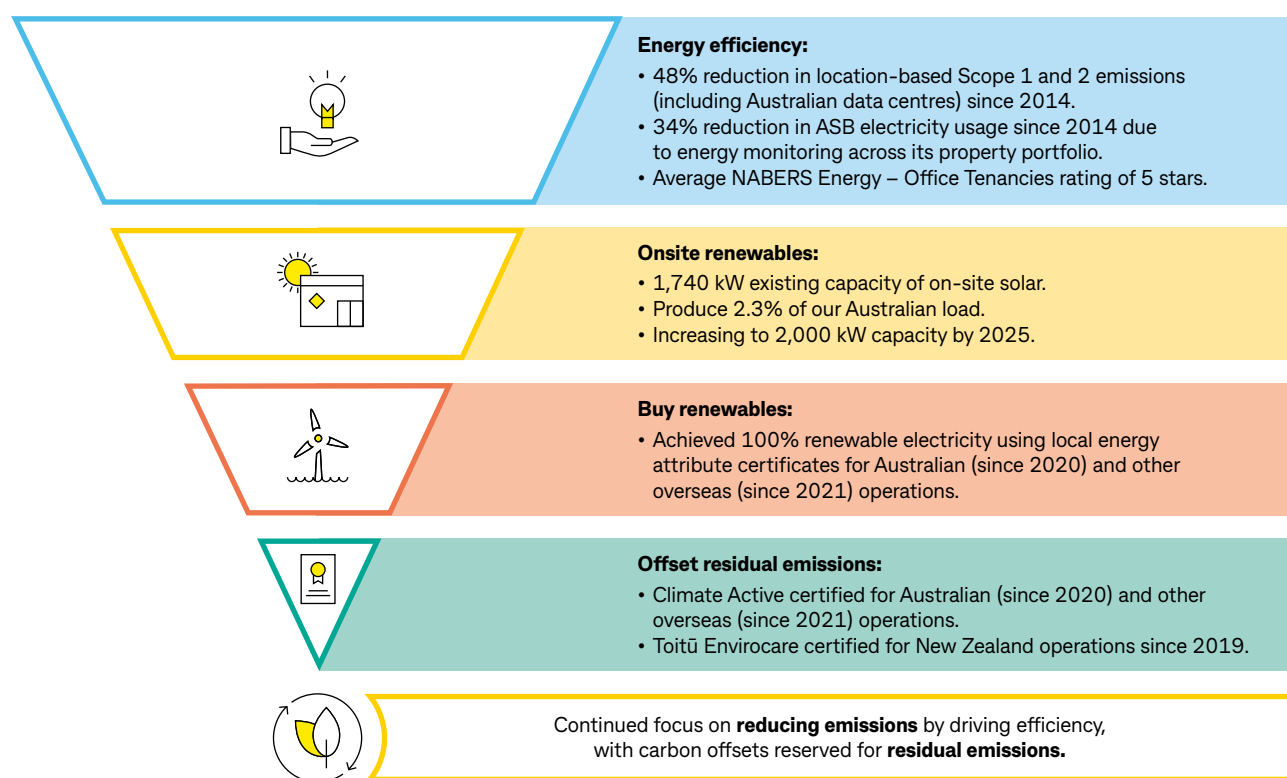 Energy efficiency:
• 48% reduction in location-based Scope 1 and 2 emissions
(including Australian data centres) since 2014.
• 34% reduction in ASB electricity usage since 2014 due
to energy monitoring across its property portfolio.
• Average NABERS Energy – Office Tenancies rating of 5 stars.
Onsite renewables:
• 1,740 kW existing capacity of on-site solar.
• Produce 2.3% of our Australian load.
• Increasing to 2,000 kW capacity by 2025.
Buy renewables:
• Achieved 100% renewable electricity using local energy
attribute certificates for Australian (since 2020) and other
overseas (since 2021) operations.
Offset residual emissions:
• Climate Active certified for Australian (since 2020) and other
overseas (since 2021) operations.
• Toitū Envirocare certified for New Zealand operations since 2019.
Continued focus on reducing emissions by driving efficiency,
with carbon offsets reserved for residual emissions.